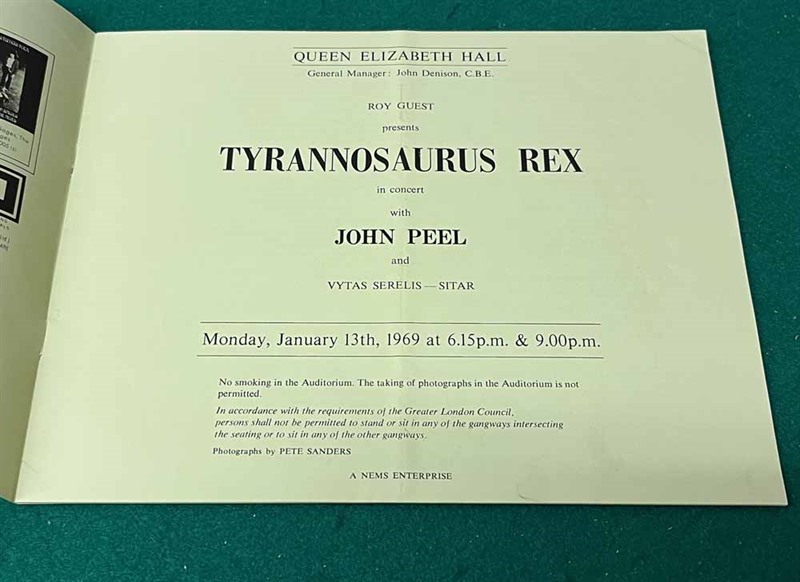 QUEEN ELIZABETH HALL
General Manager: John Denison, C.B.E.
ROY GUEST
presents
TYRANNOSAURUS REX
in concert
with
JOHN PEEL
and
VYTAS SERELIS — SITAR
Monday, January 13th, 1969 at 6.15p.m. & 9.00p.m.
No smoking in the Auditorium. The taking of photographs in the Auditorium is not
permitted.
In accordance with the requirements of the Greater London Council,
persons shall not be permitted to stand or sit in any of the gangways intersecting
the seating or to sit in any of the other gangways.
Photographs by PETE SANDERS
A NEMS ENTERPRISE